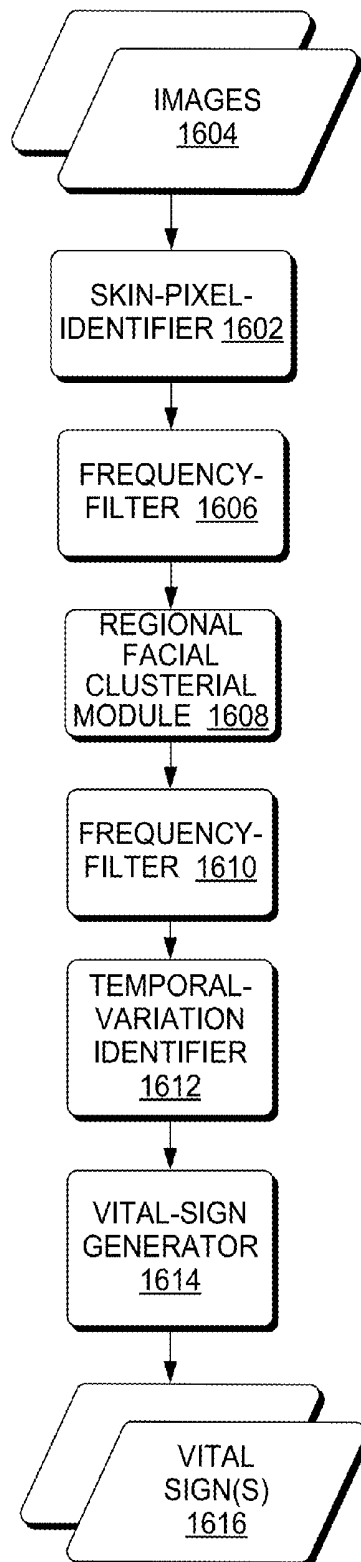 IMAGES
1604
SKIN-PIXEL-
IDENTIFIER 1602
FREQUENCY-
FILTER 1606
REGIONAL
FACIAL
CLUSTERIAL
MODULE 1608
FREQUENCY-
FILTER 1610
TEMPORAL-
VARIATION
IDENTIFIER
1612
VITAL-SIGN
GENERATOR
1614
VITAL
SIGN(S)
1616